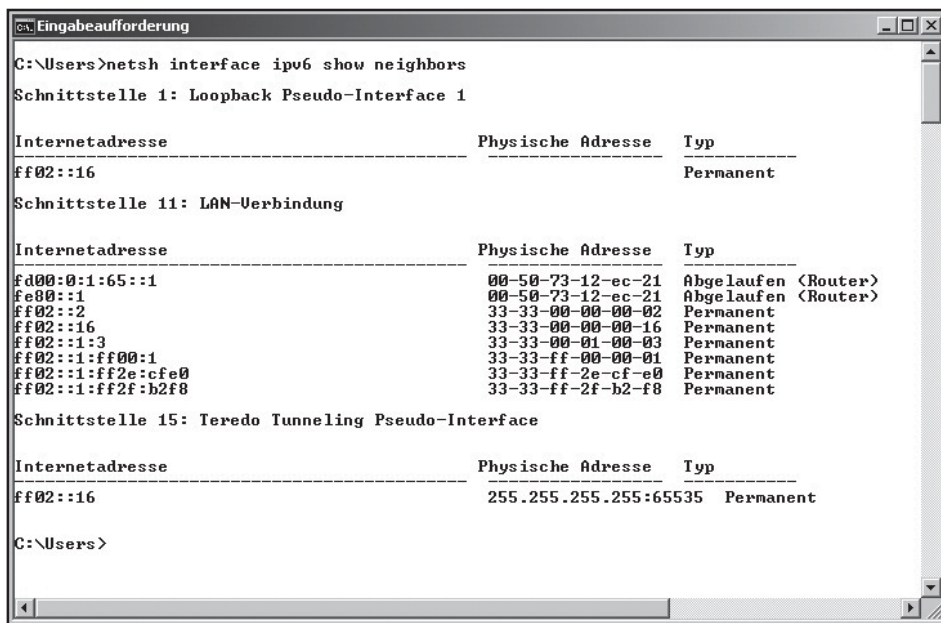 Eingabeaufforderung
C:\Users>netsh interface ipv6 show neighbors
Schnittstelle 1: Loopback Pseudo-Interface 1
Internetadresse Physische Adresse Typ
ff02::16 Permanent
Schnittstelle 11: LAN-Verbindung
Internetadresse Physische Adresse Typ
fd00:0:1:65::1 00-50-73-12-ec-21 Abgelaufen (Router)
fe80::1 00-50-73-12-ec-21 Abgelaufen (Router)
ff02::2 33-33-00-00-00-02 Permanent
ff02::16 33-33-00-00-00-16 Permanent
ff02::1:3 33-33-00-01-00-03 Permanent
ff02::1:ff00:1 33-33-ff-00-00-01 Permanent
ff02::1:ff2e:cfe0 33-33-ff-2e-cf-e0 Permanent
ff02::1:ff2f:b2f8 33-33-ff-2f-b2-f8 Permanent
Schnittstelle 15: Teredo Tunneling Pseudo-Interface
Internetadresse Physische Adresse Typ
ff02::16 255.255.255.255:65535 Permanent
C:\Users>